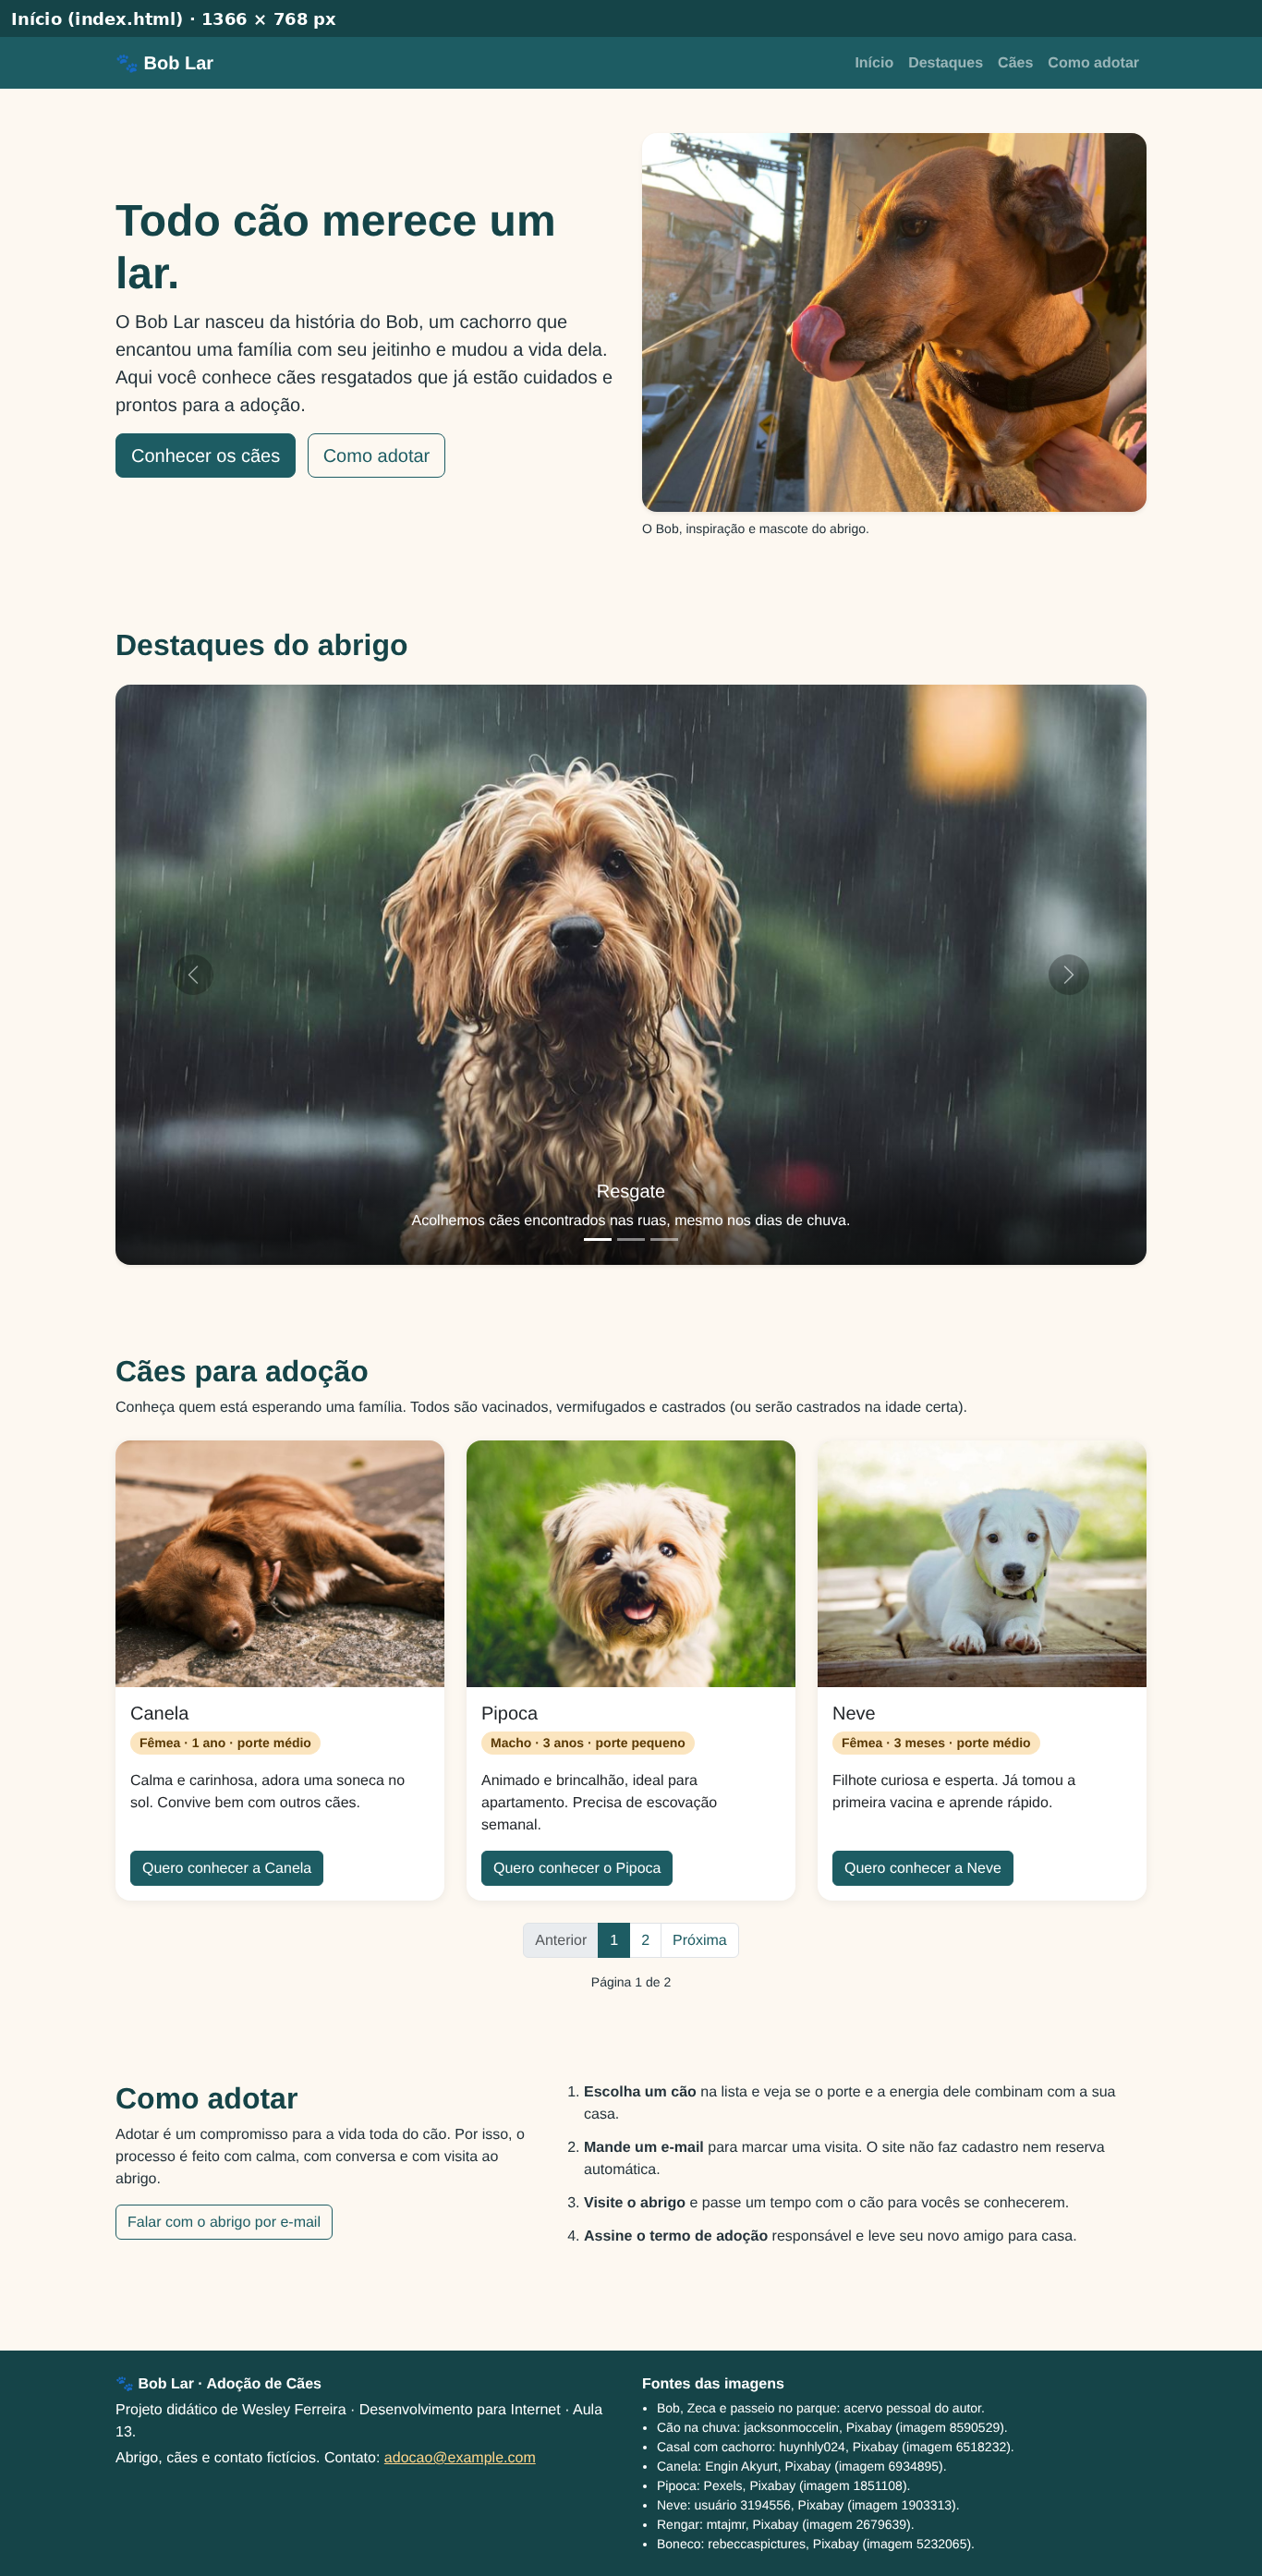 Início (index.html) · 1366 × 768 px
🐾 Bob Lar
Início Destaques Cães Como adotar
Todo cão merece um
lar.
O Bob Lar nasceu da história do Bob, um cachorro que
encantou uma família com seu jeitinho e mudou a vida dela.
Aqui você conhece cães resgatados que já estão cuidados e
prontos para a adoção.
Conhecer os cães Como adotar
O Bob, inspiração e mascote do abrigo.
Destaques do abrigo
Resgate
Acolhemos cães encontrados nas ruas, mesmo nos dias de chuva.
Cães para adoção
Conheça quem está esperando uma família. Todos são vacinados, vermifugados e castrados (ou serão castrados na idade certa).
Canela
Fêmea · 1 ano · porte médio
Calma e carinhosa, adora uma soneca no
sol. Convive bem com outros cães.
Quero conhecer a Canela
Pipoca
Macho · 3 anos · porte pequeno
Animado e brincalhão, ideal para
apartamento. Precisa de escovação
semanal.
Quero conhecer o Pipoca
Neve
Fêmea · 3 meses · porte médio
Filhote curiosa e esperta. Já tomou a
primeira vacina e aprende rápido.
Quero conhecer a Neve
Anterior 1 2 Próxima
Página 1 de 2
Como adotar
Adotar é um compromisso para a vida toda do cão. Por isso, o
processo é feito com calma, com conversa e com visita ao
abrigo.
Falar com o abrigo por e-mail
1. Escolha um cão na lista e veja se o porte e a energia dele combinam com a sua
casa.
2. Mande um e-mail para marcar uma visita. O site não faz cadastro nem reserva
automática.
3. Visite o abrigo e passe um tempo com o cão para vocês se conhecerem.
4. Assine o termo de adoção responsável e leve seu novo amigo para casa.
🐾 Bob Lar · Adoção de Cães
Projeto didático de Wesley Ferreira · Desenvolvimento para Internet · Aula
13.
Abrigo, cães e contato fictícios. Contato: adocao@example.com
Fontes das imagens
• Bob, Zeca e passeio no parque: acervo pessoal do autor.
• Cão na chuva: jacksonmoccelin, Pixabay (imagem 8590529).
• Casal com cachorro: huynhly024, Pixabay (imagem 6518232).
• Canela: Engin Akyurt, Pixabay (imagem 6934895).
• Pipoca: Pexels, Pixabay (imagem 1851108).
• Neve: usuário 3194556, Pixabay (imagem 1903313).
• Rengar: mtajmr, Pixabay (imagem 2679639).
• Boneco: rebeccaspictures, Pixabay (imagem 5232065).